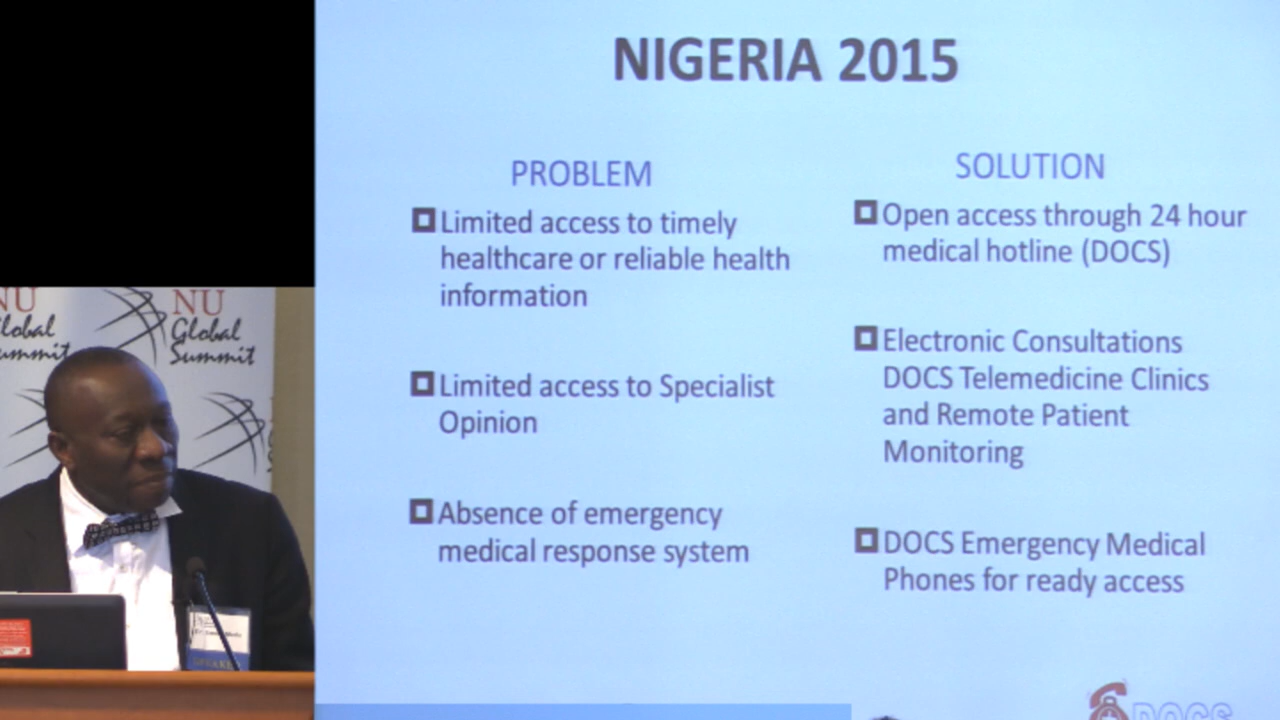 NIGERIA 2015
PROBLEM
Limited access to timely
healthcare or reliable health
information
Limited access to Specialist
Opinion
Absence of emergency
medical response system
SOLUTION
Open access through 24 hour
medical hotline (DOCS)
Electronic Consultations
DOCS Telemedicine Clinics
and Remote Patient
Monitoring
DOCS Emergency Medical
Phones for ready access
DOCS
NU
Global
Summit
NU
Global
Summit